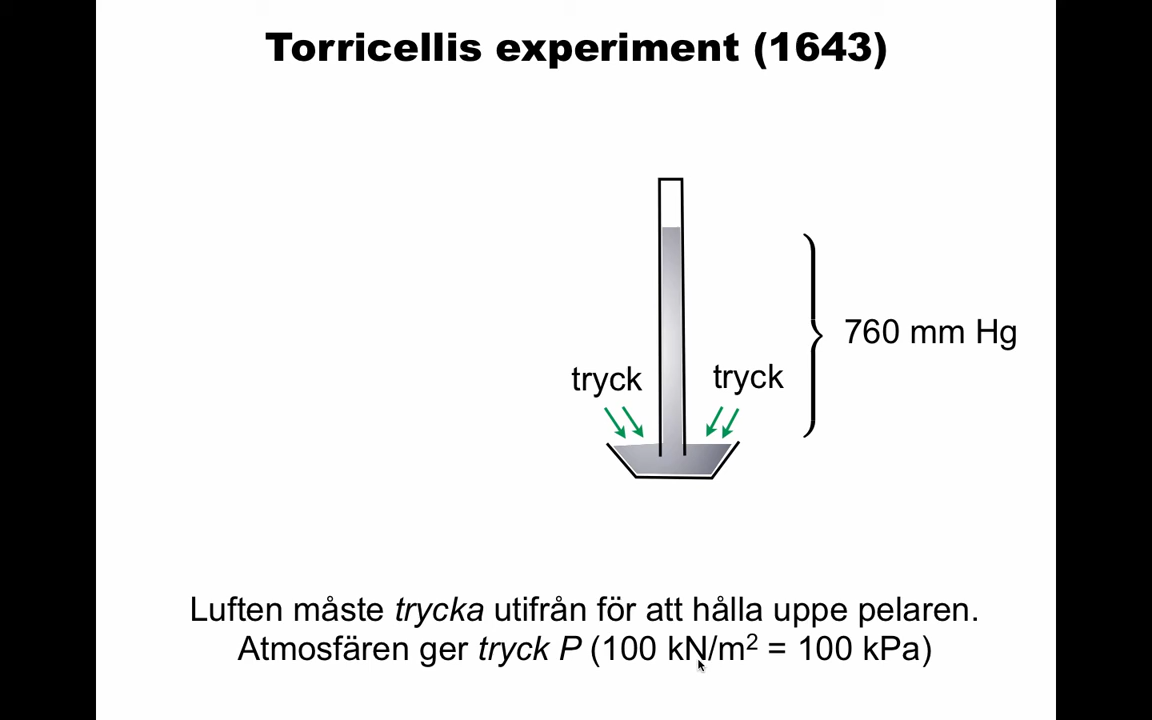 Torricellis experiment (1643)
760 mm Hg
tryck
tryck
Luften måste trycka utifrån för att hålla uppe pelaren.
Atmosfären ger tryck P (100 kN/m² = 100 kPa)